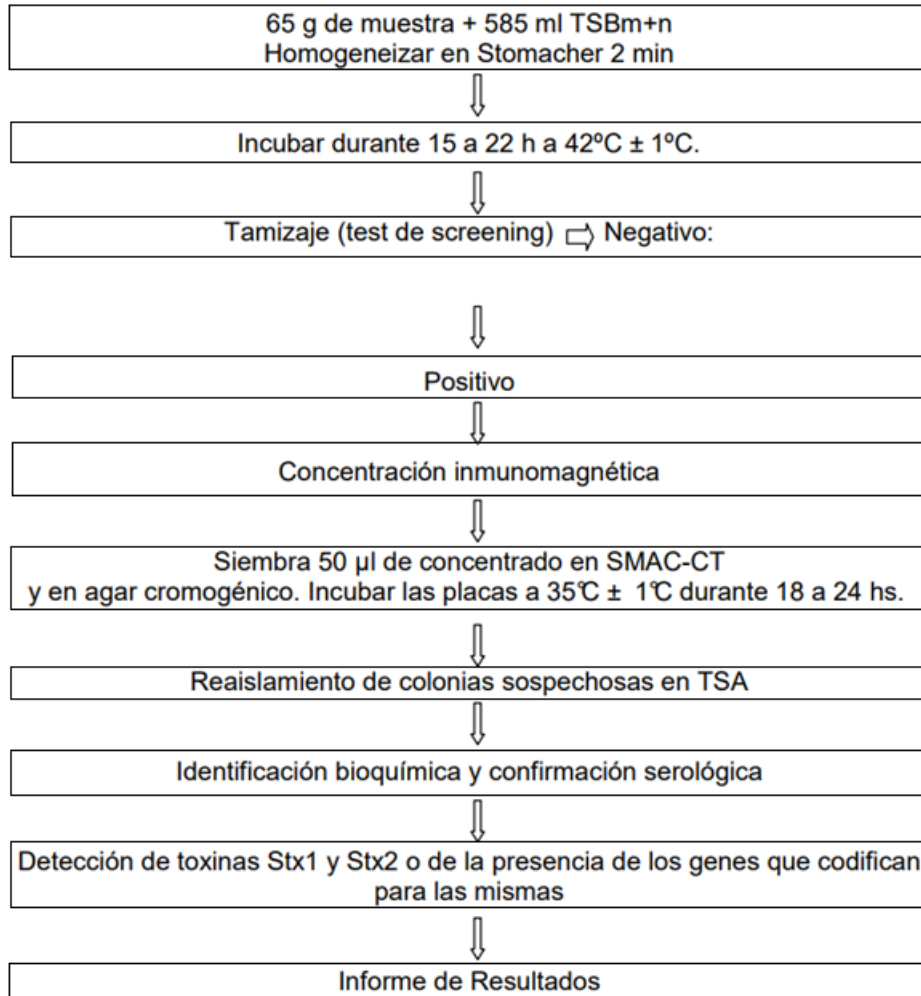 65 g de muestra + 585 ml TSBm+n
Homogeneizar en Stomacher 2 min
Incubar durante 15 a 22 h a 42ºC ± 1ºC.
Tamizaje (test de screening) ⇨ Negativo:
Positivo
Concentración inmunomagnética
Siembra 50 µl de concentrado en SMAC-CT
y en agar cromogénico. Incubar las placas a 35℃ ± 1℃ durante 18 a 24 hs.
Reaislamiento de colonias sospechosas en TSA
Identificación bioquímica y confirmación serológica
Detección de toxinas Stx1 y Stx2 o de la presencia de los genes que codifican
para las mismas
Informe de Resultados